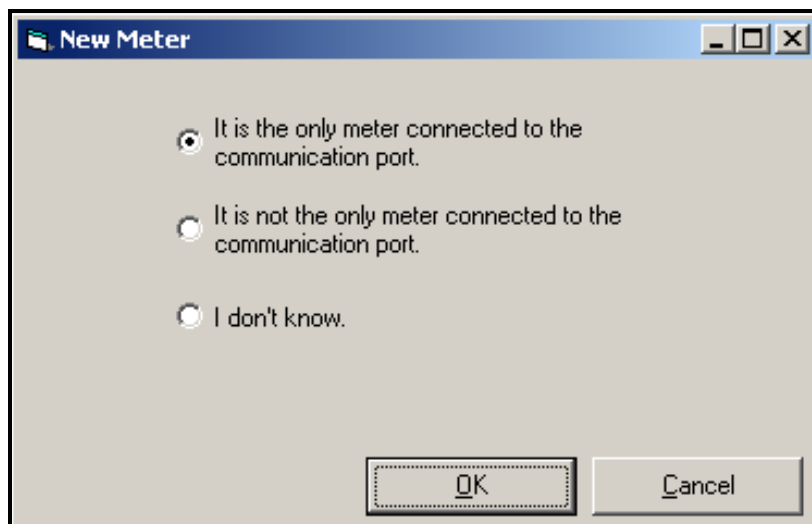 New Meter
It is the only meter connected to the
communication port.
It is not the only meter connected to the
communication port.
I don't know.
OK
Cancel